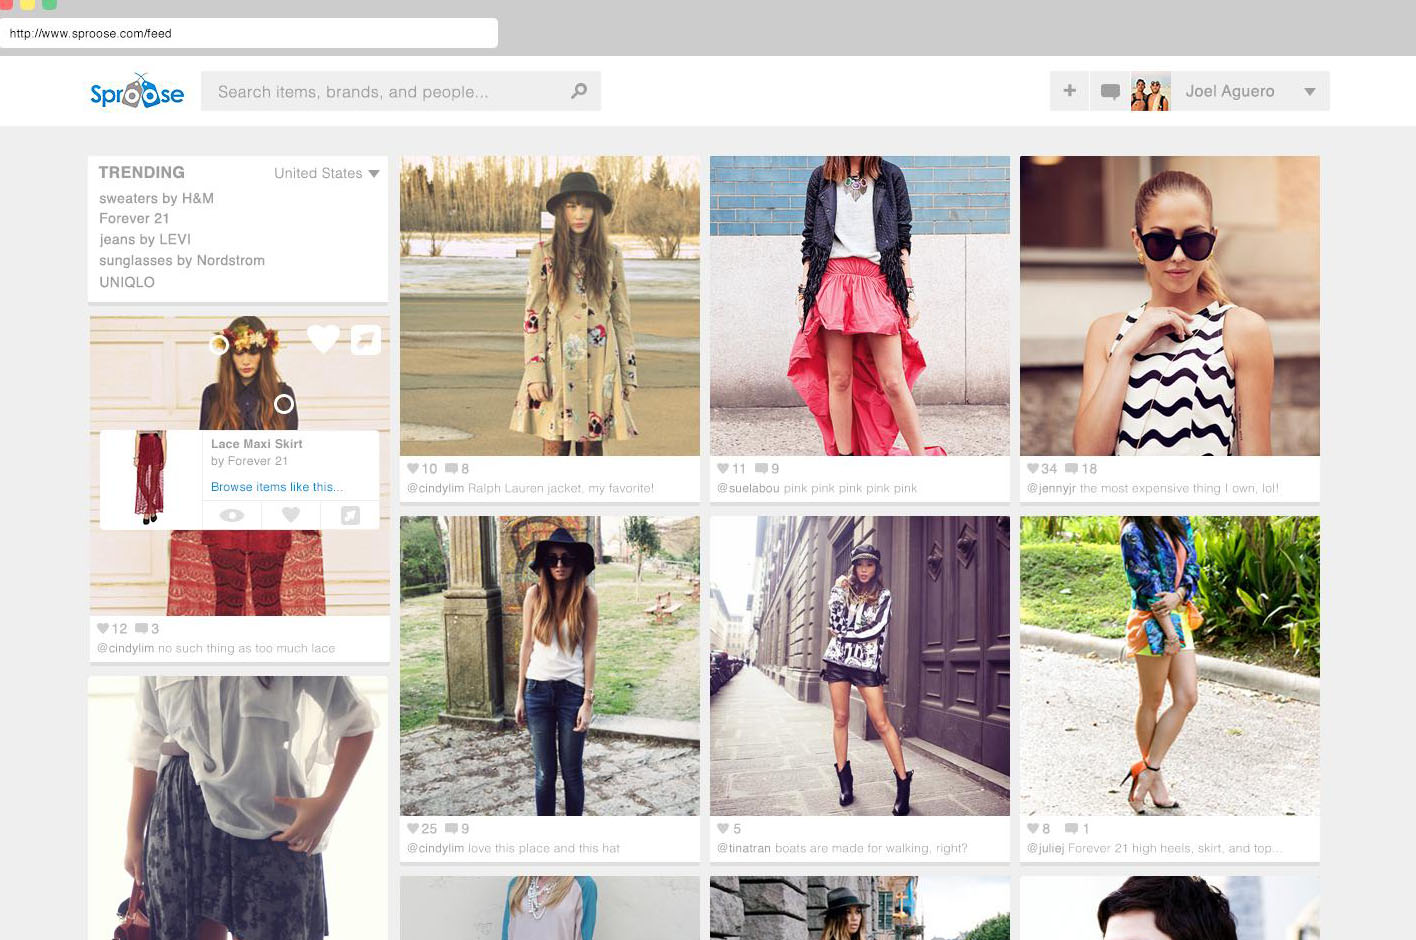 http://www.sproose.com/feed
Sproose
Search items, brands, and people...
Joel Aguero
TRENDING
United States
sweaters by H&M
Forever 21
jeans by LEVI
sunglasses by Nordstrom
UNIQLO
Lace Maxi Skirt
by Forever 21
Browse items like this...
12 3
@cindylim no such thing as too much lace
10 8
@cindylim Ralph Lauren jacket, my favorite!
11 9
@suelabou pink pink pink pink pink
34 18
@jennyjr the most expensive thing I own, lol!
25 9
@cindylim love this place and this hat
5
@tinatran boats are made for walking, right?
8 1
@juliej Forever 21 high heels, skirt, and top...